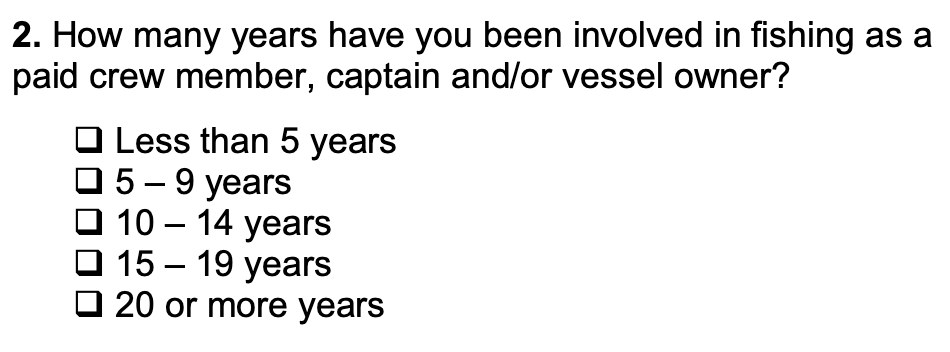 2. How many years have you been involved in fishing as a
paid crew member, captain and/or vessel owner?
❑ Less than 5 years
❑ 5 – 9 years
❑ 10 – 14 years
❑ 15 – 19 years
❑ 20 or more years